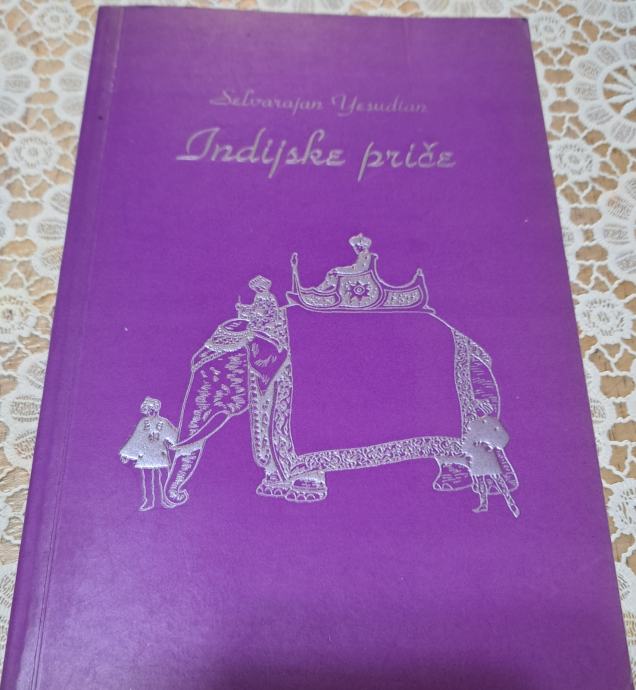 Selvarajan Yesudian
Indijske priče